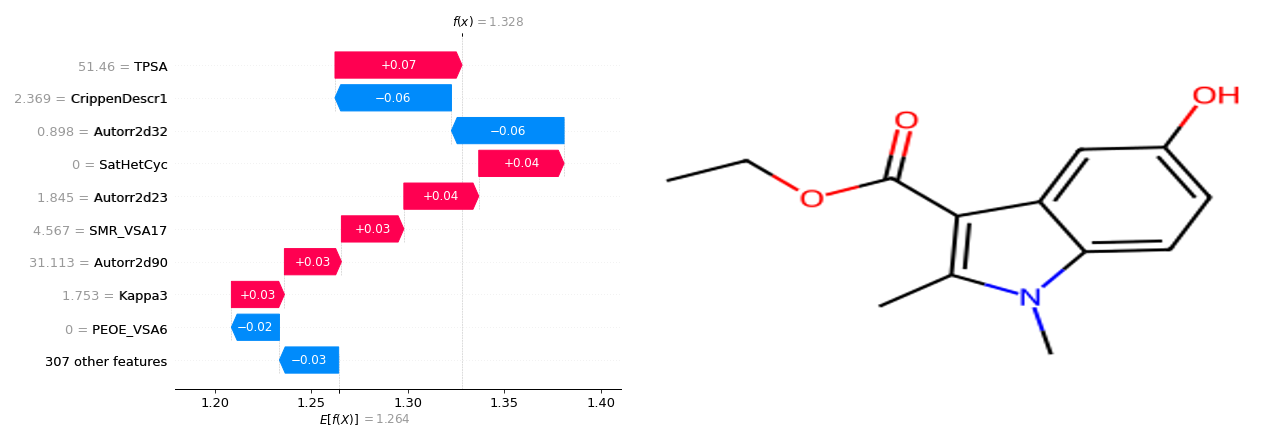 f(x) = 1.328
51.46 = TPSA +0.07
2.369 = CrippenDescr1 −0.06
0.898 = Autorr2d32 −0.06
0 = SatHetCyc +0.04
1.845 = Autorr2d23 +0.04
4.567 = SMR_VSA17 +0.03
31.113 = Autorr2d90 +0.03
1.753 = Kappa3 +0.03
0 = PEOE_VSA6 −0.02
307 other features −0.03
1.20 1.25 1.30 1.35 1.40
E[f(X)] = 1.264
OH
O
O
N